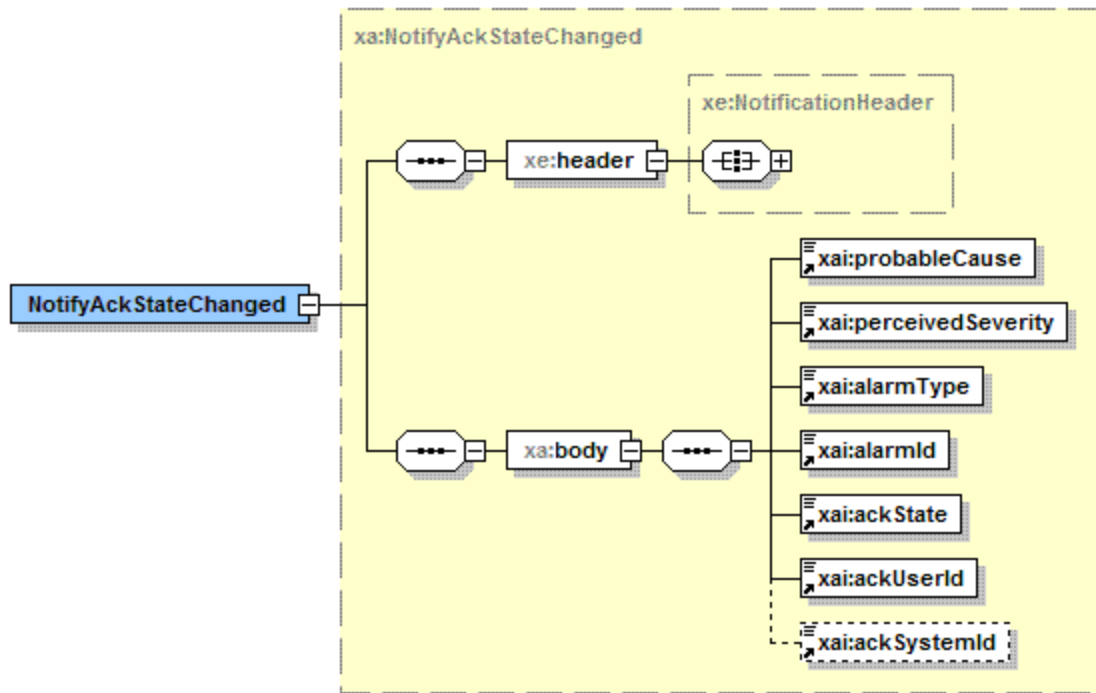 xa:NotifyAckStateChanged
xe:NotificationHeader
xe:header
xai:probableCause
NotifyAckStateChanged
xai:perceivedSeverity
xai:alarmType
xa:body
xai:alarmId
xai:ackState
xai:ackUserId
xai:ackSystemId